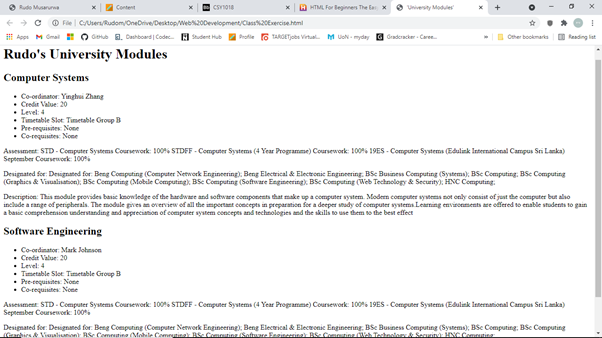 Rudo Musarurwa
Content
CSY1018
HTML For Beginners The Easy
'University Modules'
File C:/Users/Rudom/OneDrive/Desktop/Web%20Development/Class%20Exercise.html
Apps Gmail GitHub Dashboard | Codec... Student Hub Profile TARGETjobs Virtual... UoN - myday Gradcracker - Caree... » Other bookmarks Reading list
Rudo's University Modules
Computer Systems
• Co-ordinator: Yinghui Zhang
• Credit Value: 20
• Level: 4
• Timetable Slot: Timetable Group B
• Pre-requisites: None
• Co-requisites: None
Assessment: STD - Computer Systems Coursework: 100% STDFF - Computer Systems (4 Year Programme) Coursework: 100% 19ES - Computer Systems (Edulink International Campus Sri Lanka)
September Coursework: 100%
Designated for: Designated for: Beng Computing (Computer Network Engineering); Beng Electrical & Electronic Engineering; BSc Business Computing (Systems); BSc Computing; BSc Computing
(Graphics & Visualisation); BSc Computing (Mobile Computing); BSc Computing (Software Engineering); BSc Computing (Web Technology & Security); HNC Computing;
Description: This module provides basic knowledge of the hardware and software components that make up a computer system. Modern computer systems not only consist of just the computer but also
include a range of peripherals. The module gives an overview of all the important concepts in preparation for a deeper study of computer systems.Learning environments are offered to enable students to gain
a basic comprehension understanding and appreciation of computer system concepts and technologies and the skills to use them to the best effect
Software Engineering
• Co-ordinator: Mark Johnson
• Credit Value: 20
• Level: 4
• Timetable Slot: Timetable Group B
• Pre-requisites: None
• Co-requisites: None
Assessment: STD - Computer Systems Coursework: 100% STDFF - Computer Systems (4 Year Programme) Coursework: 100% 19ES - Computer Systems (Edulink International Campus Sri Lanka)
September Coursework: 100%
Designated for: Designated for: Beng Computing (Computer Network Engineering); Beng Electrical & Electronic Engineering; BSc Business Computing (Systems); BSc Computing; BSc Computing
(Graphics & Visualisation); BSc Computing (Mobile Computing); BSc Computing (Software Engineering); BSc Computing (Web Technology & Security); HNC Computing;